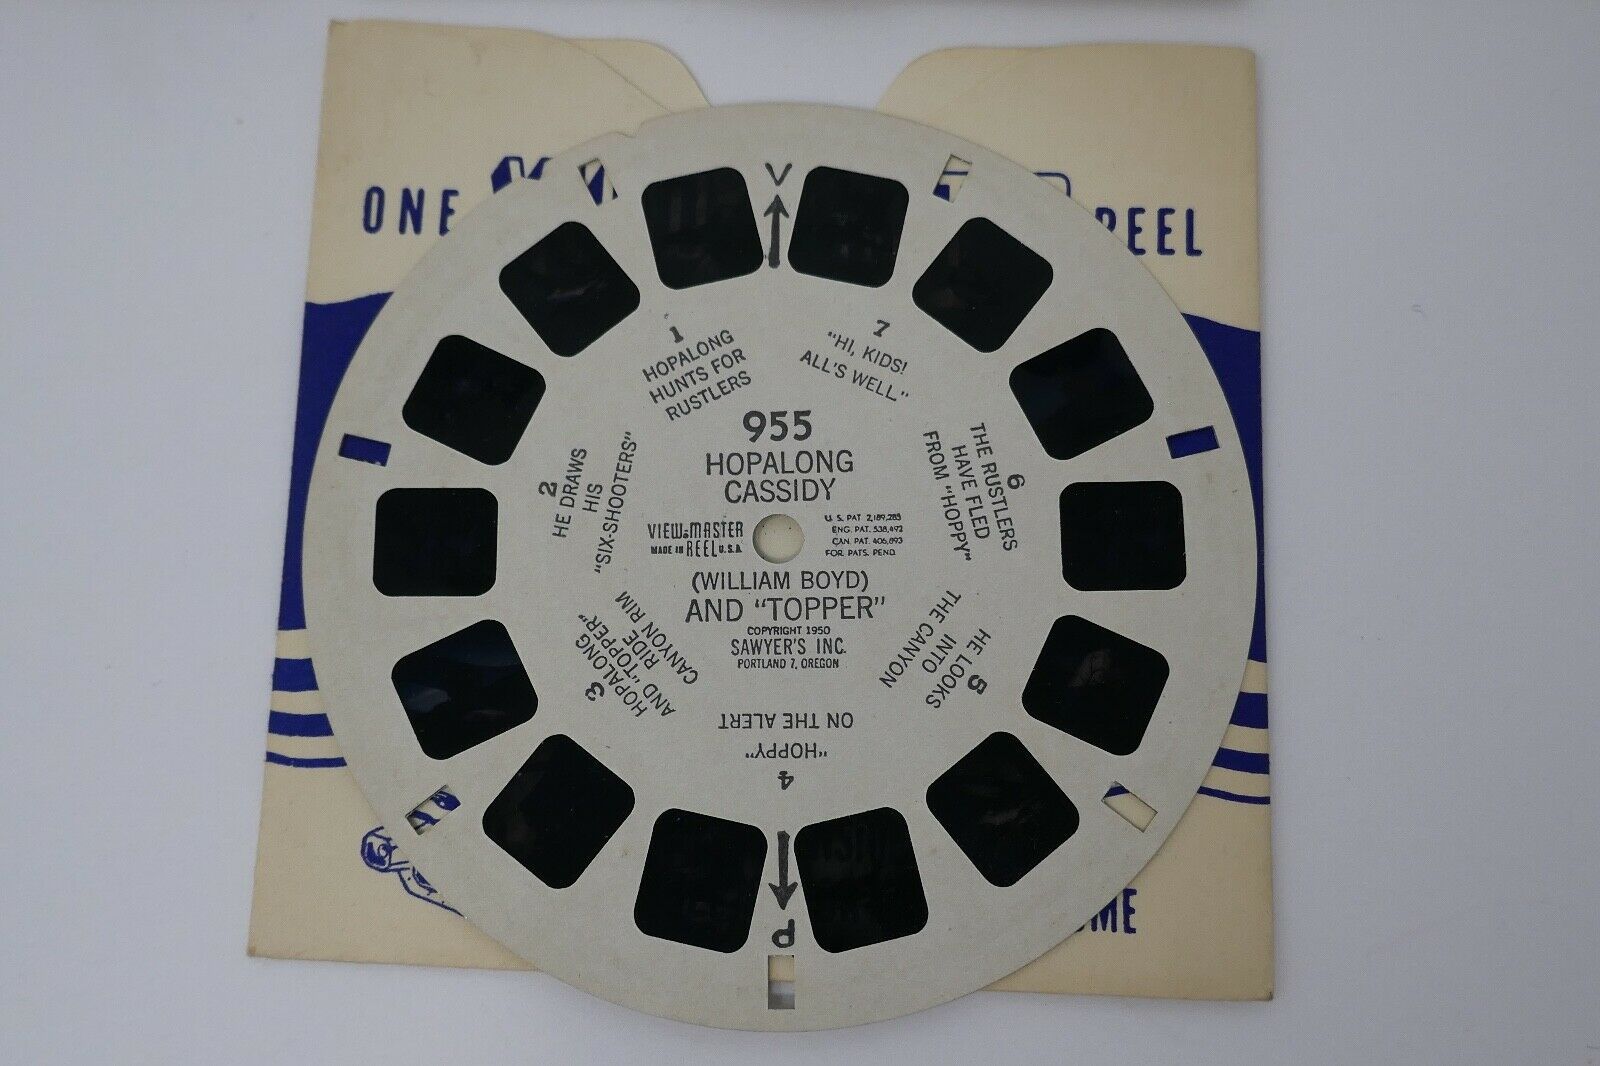 ONE
REEL
V
1
HOPALONG
HUNTS FOR
RUSTLERS
7
"HI, KIDS!
ALL'S WELL."
955
HOPALONG
CASSIDY
VIEW-MASTER
MADE IN REEL U.S.A.
U.S. PAT 2,189,285
ENG. PAT. 538,492
CAN. PAT. 406,893
FOR. PATS. PEND.
(WILLIAM BOYD)
AND "TOPPER"
COPYRIGHT 1950
SAWYER'S INC.
PORTLAND 7, OREGON
2
HE DRAWS
HIS
"SIX-SHOOTERS"
3
HOPALONG
AND "TOPPER"
RIDE
CANYON RIM
4
"HOPPY"
ON THE ALERT
5
HE LOOKS
INTO
THE CANYON
6
THE RUSTLERS
HAVE FLED
FROM "HOPPY"
P